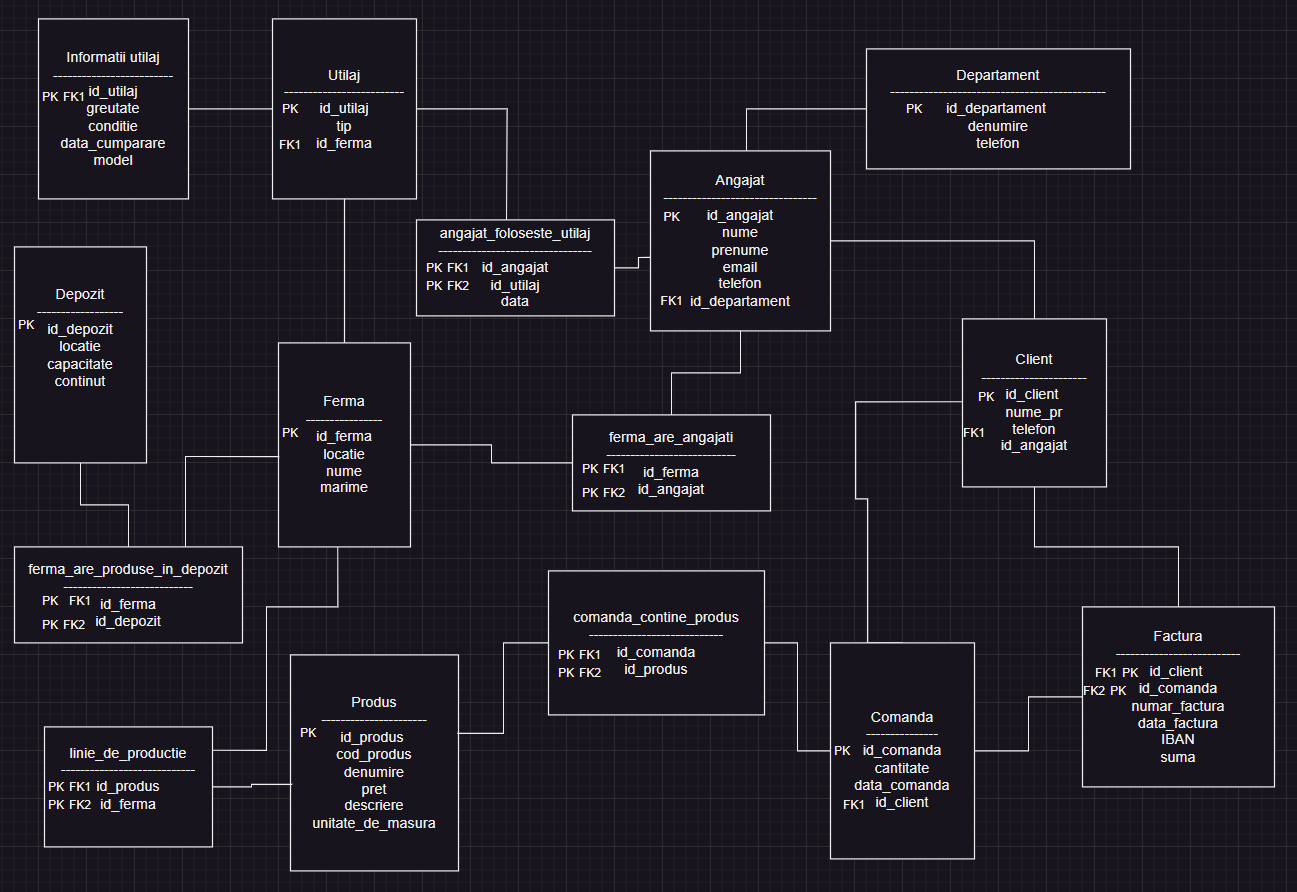 Informatii utilaj
PK FK1 id_utilaj
greutate
conditie
data_cumparare
model
Utilaj
PK id_utilaj
tip
FK1 id_ferma
Departament
PK id_departament
denumire
telefon
Angajat
PK id_angajat
nume
prenume
email
telefon
FK1 id_departament
angajat_foloseste_utilaj
PK FK1 id_angajat
PK FK2 id_utilaj
data
Depozit
PK id_depozit
locatie
capacitate
continut
Ferma
PK id_ferma
locatie
nume
marime
Client
PK id_client
nume_pr
telefon
FK1 id_angajat
ferma_are_angajati
PK FK1 id_ferma
PK FK2 id_angajat
ferma_are_produse_in_depozit
PK FK1 id_ferma
PK FK2 id_depozit
comanda_contine_produs
PK FK1 id_comanda
PK FK2 id_produs
Factura
FK1 PK id_client
FK2 PK id_comanda
numar_factura
data_factura
IBAN
suma
Produs
PK id_produs
cod_produs
denumire
pret
descriere
unitate_de_masura
Comanda
PK id_comanda
cantitate
data_comanda
FK1 id_client
linie_de_productie
PK FK1 id_produs
PK FK2 id_ferma